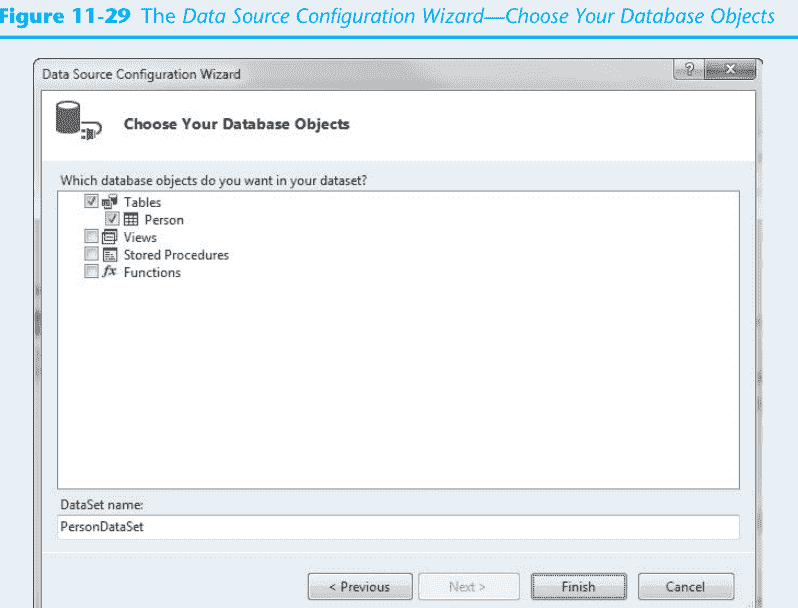 Figure 11-29 The Data Source Configuration Wizard—Choose Your Database Objects
Data Source Configuration Wizard
?
Choose Your Database Objects
Which database objects do you want in your dataset?
Tables
Person
Views
Stored Procedures
fx Functions
DataSet name:
PersonDataSet
< Previous
Next >
Finish
Cancel